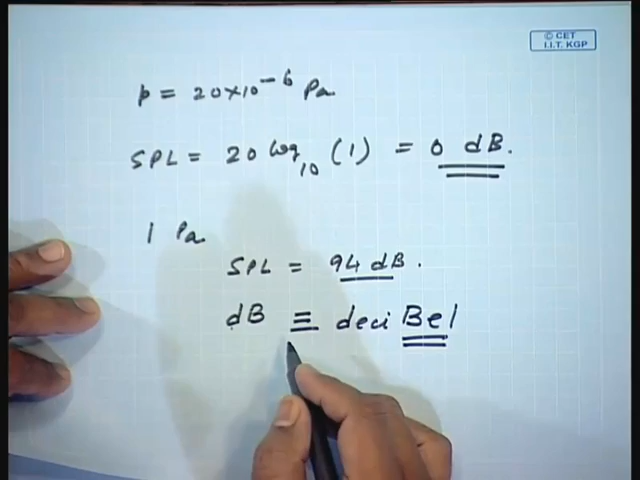 © CET
I.I.T. KGP
p = 20×10⁻⁶ Pa
SPL = 20 log₁₀ (1) = 0 dB.
1 Pa
SPL = 94 dB.
dB ≡ deci Bel